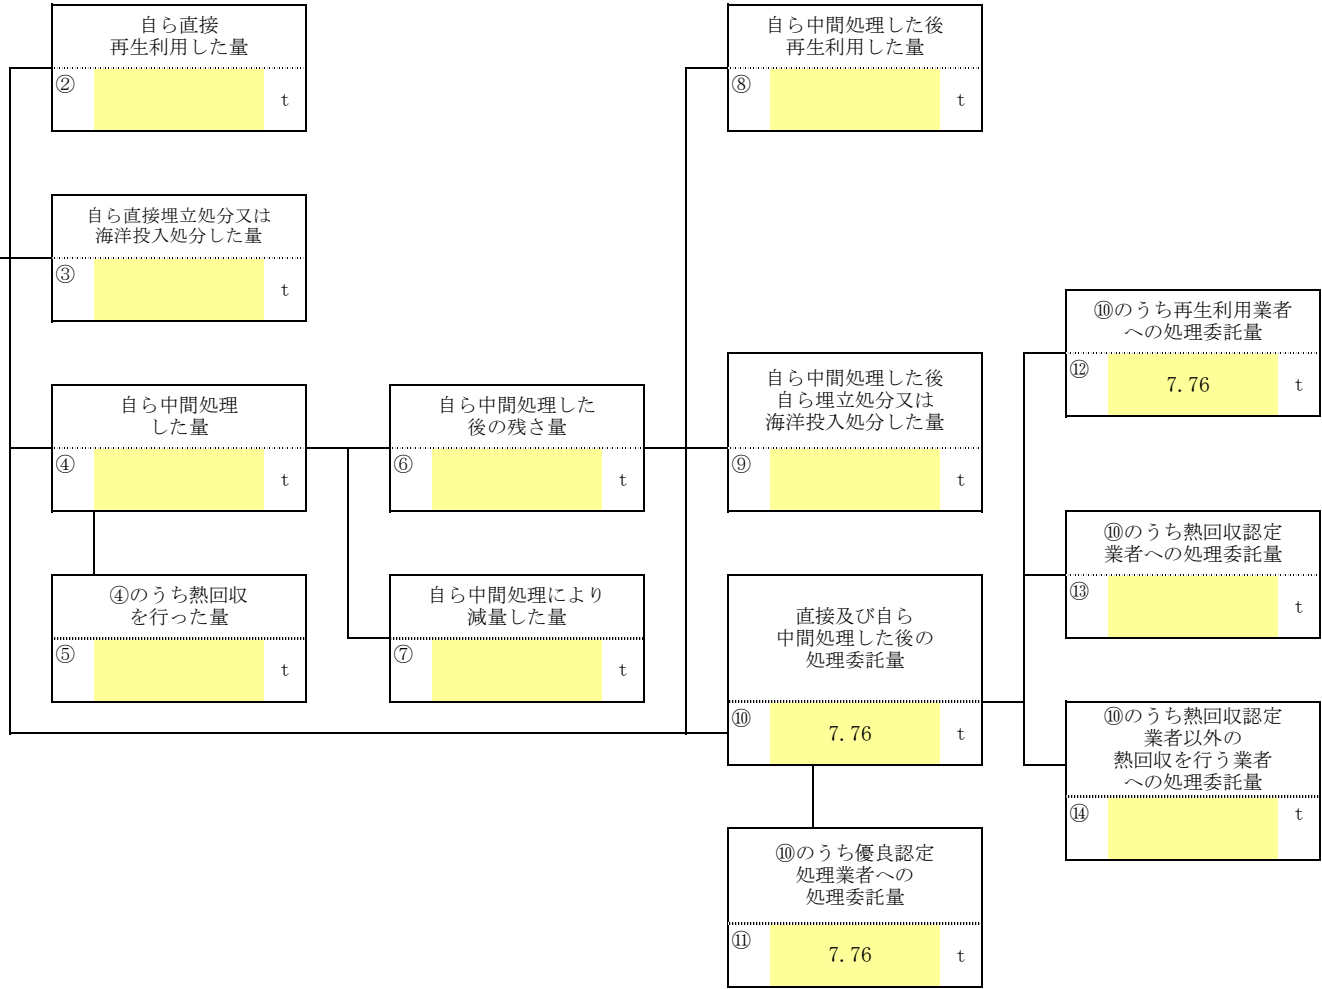 自ら直接
再生利用した量
②
t
自ら直接埋立処分又は
海洋投入処分した量
③
t
自ら中間処理
した量
④
t
④のうち熱回収
を行った量
⑤
t
自ら中間処理した
後の残さ量
⑥
t
自ら中間処理により
減量した量
⑦
t
自ら中間処理した後
再生利用した量
⑧
t
自ら中間処理した後
自ら埋立処分又は
海洋投入処分した量
⑨
t
直接及び自ら
中間処理した後の
処理委託量
⑩ 7.76 t
⑩のうち優良認定
処理業者への
処理委託量
⑪ 7.76 t
⑩のうち再生利用業者
への処理委託量
⑫ 7.76 t
⑩のうち熱回収認定
業者への処理委託量
⑬
t
⑩のうち熱回収認定
業者以外の
熱回収を行う業者
への処理委託量
⑭
t